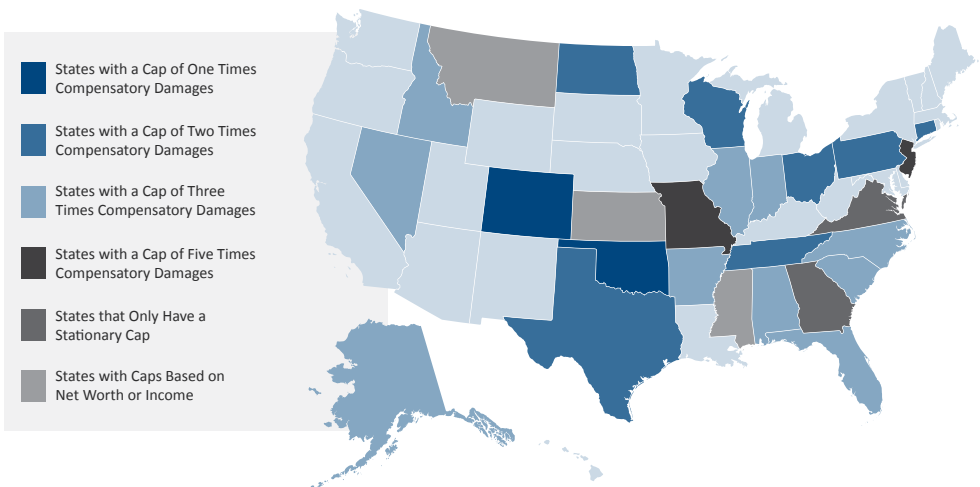 States with a Cap of One Times
Compensatory Damages
States with a Cap of Two Times
Compensatory Damages
States with a Cap of Three
Times Compensatory Damages
States with a Cap of Five Times
Compensatory Damages
States that Only Have a
Stationary Cap
States with Caps Based on
Net Worth or Income